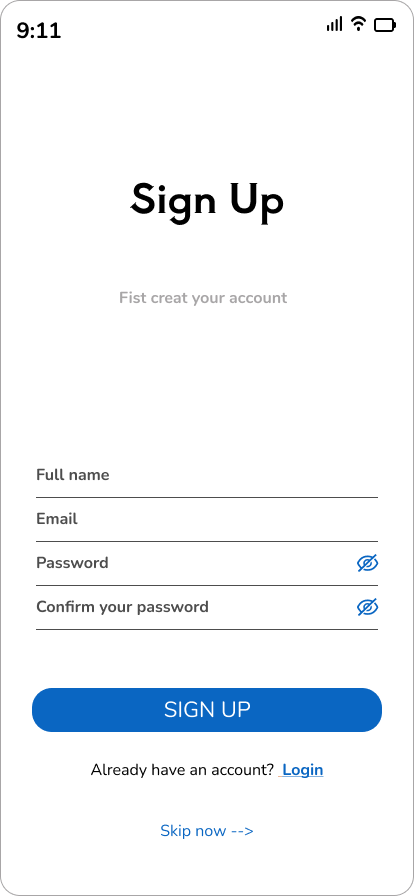 9:11
Sign Up
Fist creat your account
Full name
Email
Password
Confirm your password
SIGN UP
Already have an account? Login
Skip now -->